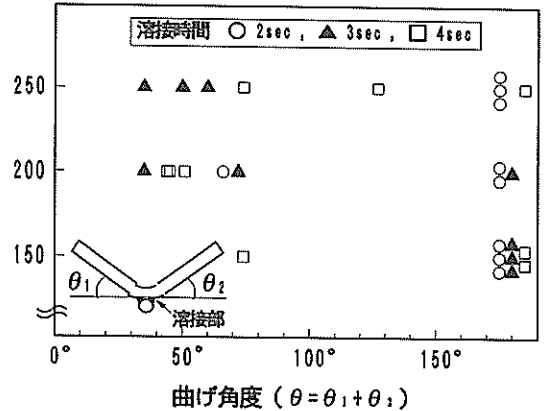 溶接時間 ○ 2sec , ▲ 3sec , □ 4sec
250
200
150
θ₁
θ₂
溶接部
0° 50° 100° 150°
曲げ角度 ( θ = θ₁ + θ₂ )